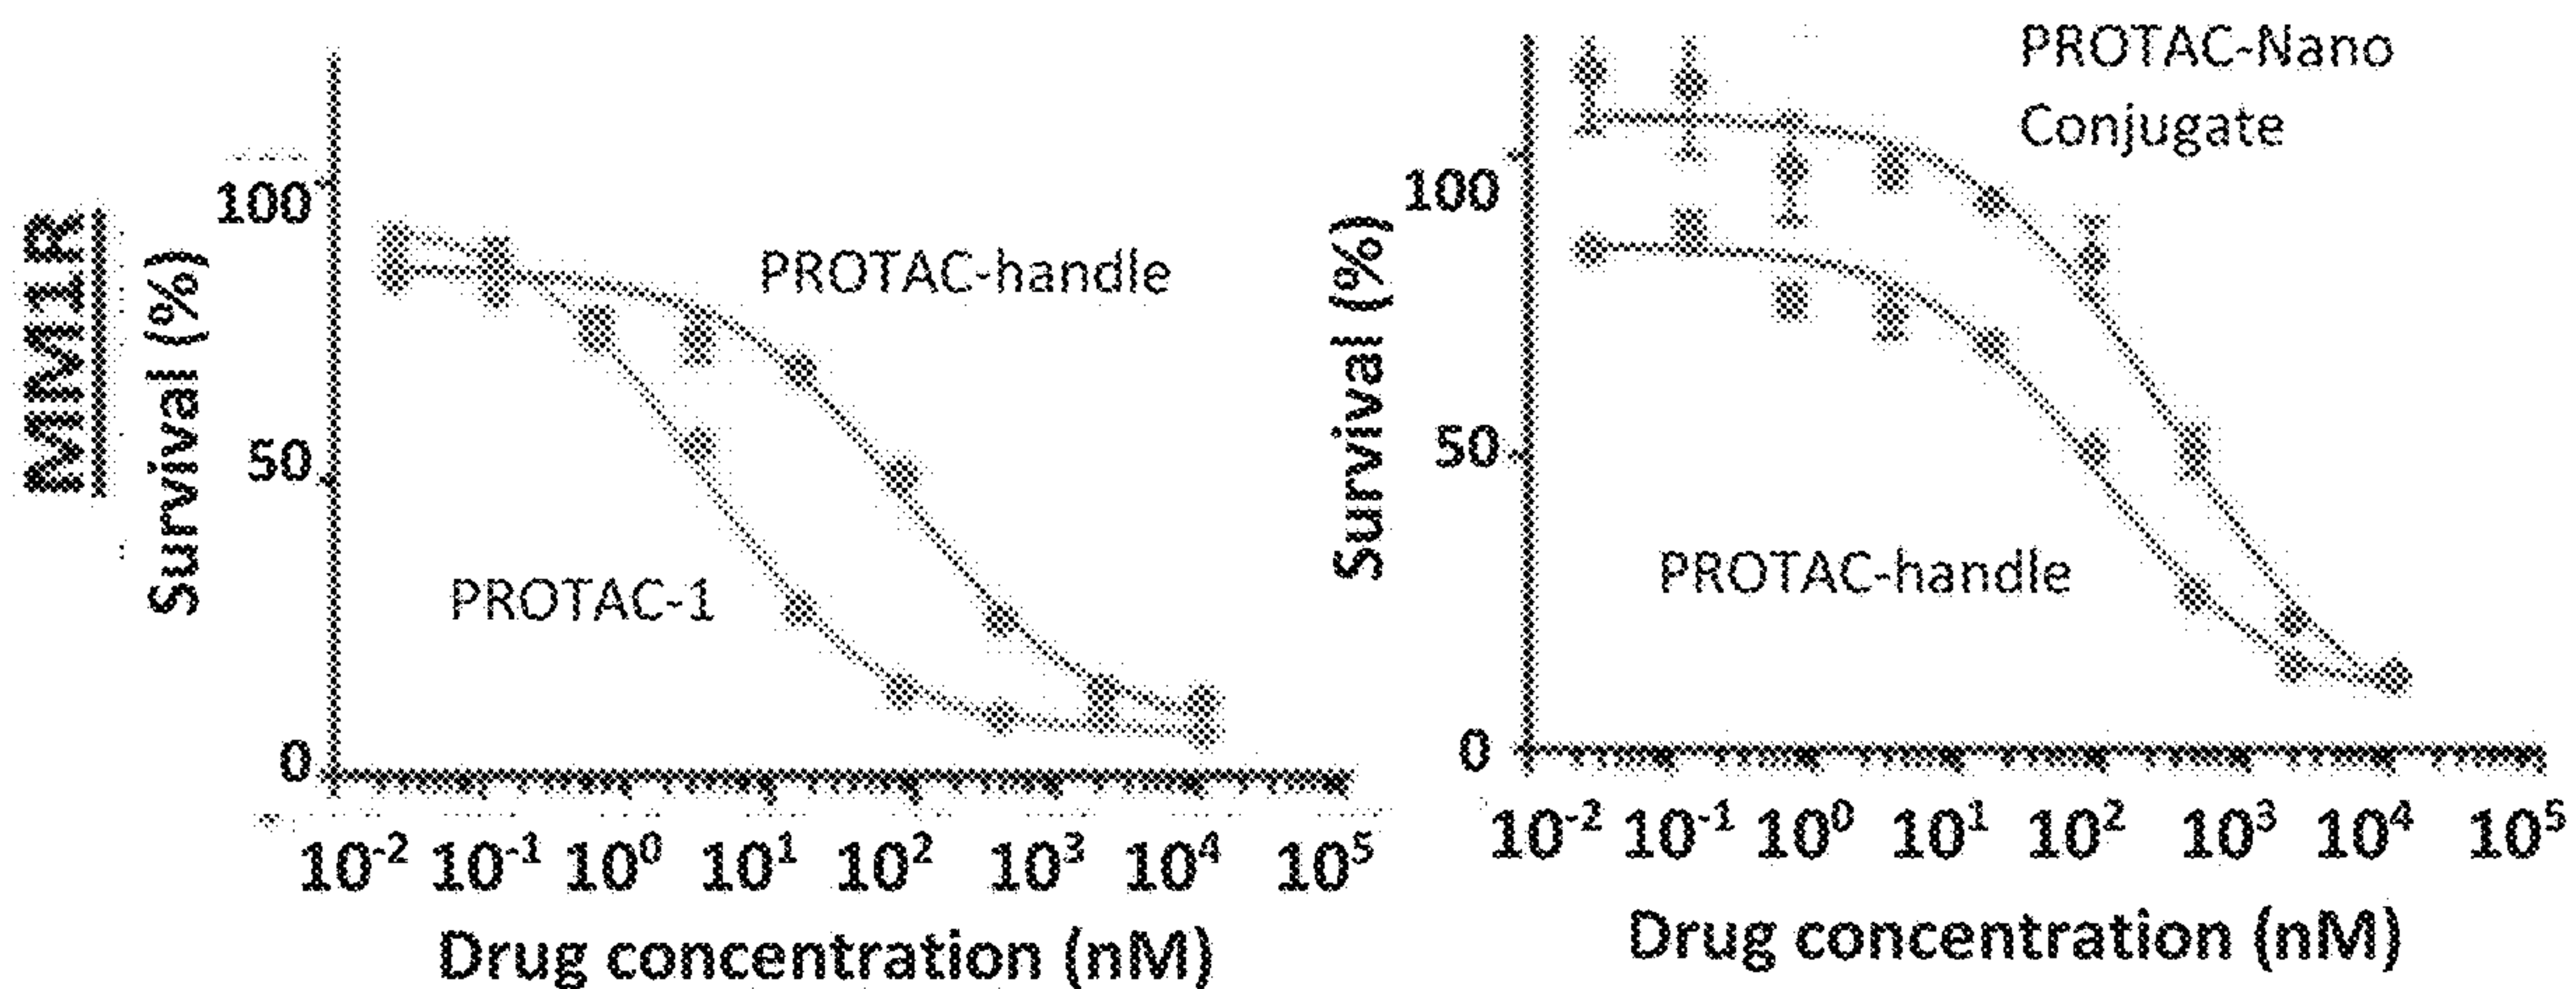 MM1R
Survival (%)
100
50
0
PROTAC-handle
PROTAC-1
10⁻² 10⁻¹ 10⁰ 10¹ 10² 10³ 10⁴ 10⁵
Drug concentration (nM)
Survival (%)
100
50
0
PROTAC-Nano
Conjugate
PROTAC-handle
10⁻² 10⁻¹ 10⁰ 10¹ 10² 10³ 10⁴ 10⁵
Drug concentration (nM)